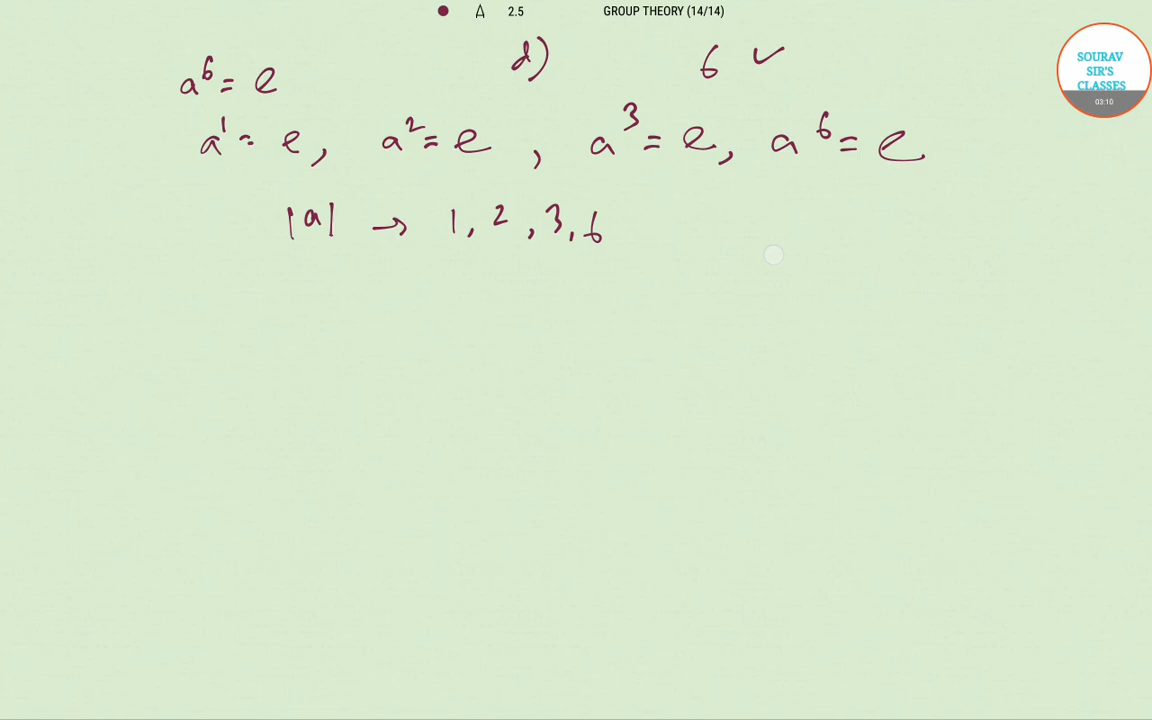 A 2.5 GROUP THEORY (14/14)
SOURAV
SIR'S
CLASSES
03:10
d) 6 ✓
a⁶ = e
a¹ = e, a² = e, a³ = e, a⁶ = e
|a| → 1, 2, 3, 6